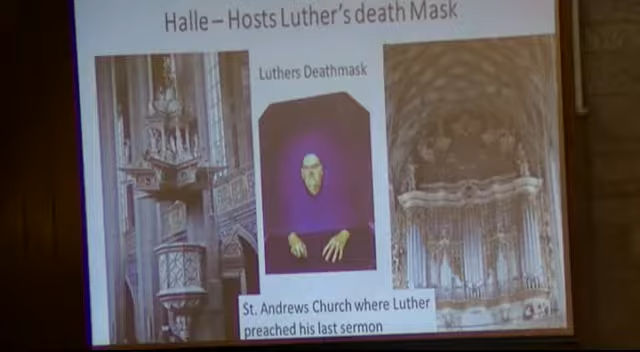 Halle – Hosts Luther's death Mask
Luthers Deathmask
St. Andrews Church where Luther
preached his last sermon